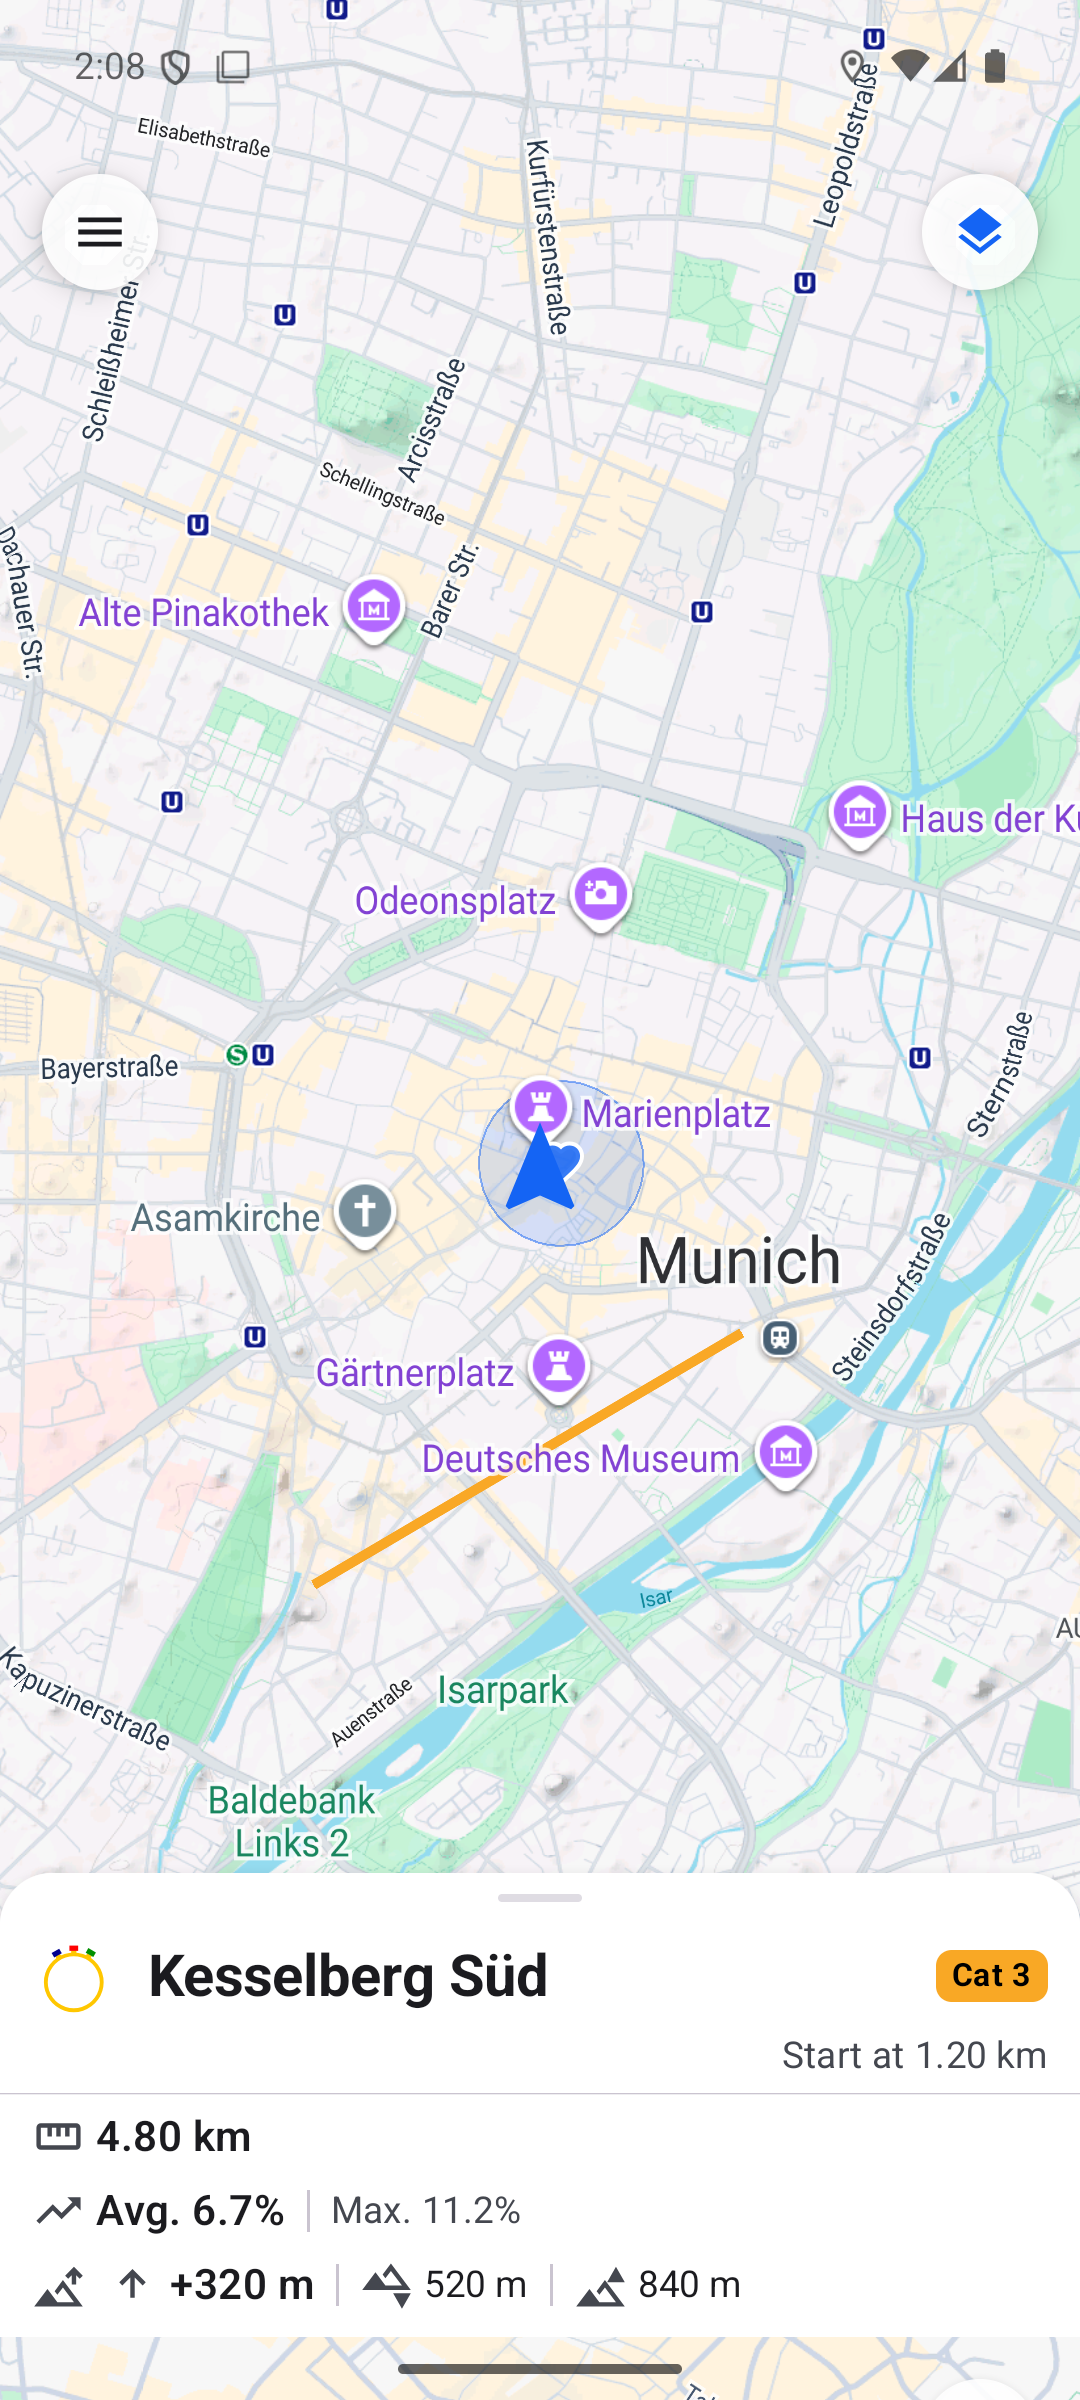 2:08
Elisabethstraße
Kurfürstenstraße
Leopoldstraße
U
U
U
U
Schleißheimer Str.
Arcisstraße
Schellingstraße
U
Dachauer Str.
Barer Str.
Alte Pinakothek
U
U
Haus der Ku
Odeonsplatz
Bayerstraße
S U
U
Sternstraße
Marienplatz
Asamkirche
Munich
Steinsdorfstraße
U
Gärtnerplatz
Deutsches Museum
Isar
AU
Kapuzinerstraße
Auenstraße
Isarpark
Baldebank
Links 2
Kesselberg Süd
Cat 3
Start at 1.20 km
4.80 km
Avg. 6.7% Max. 11.2%
+320 m 520 m 840 m